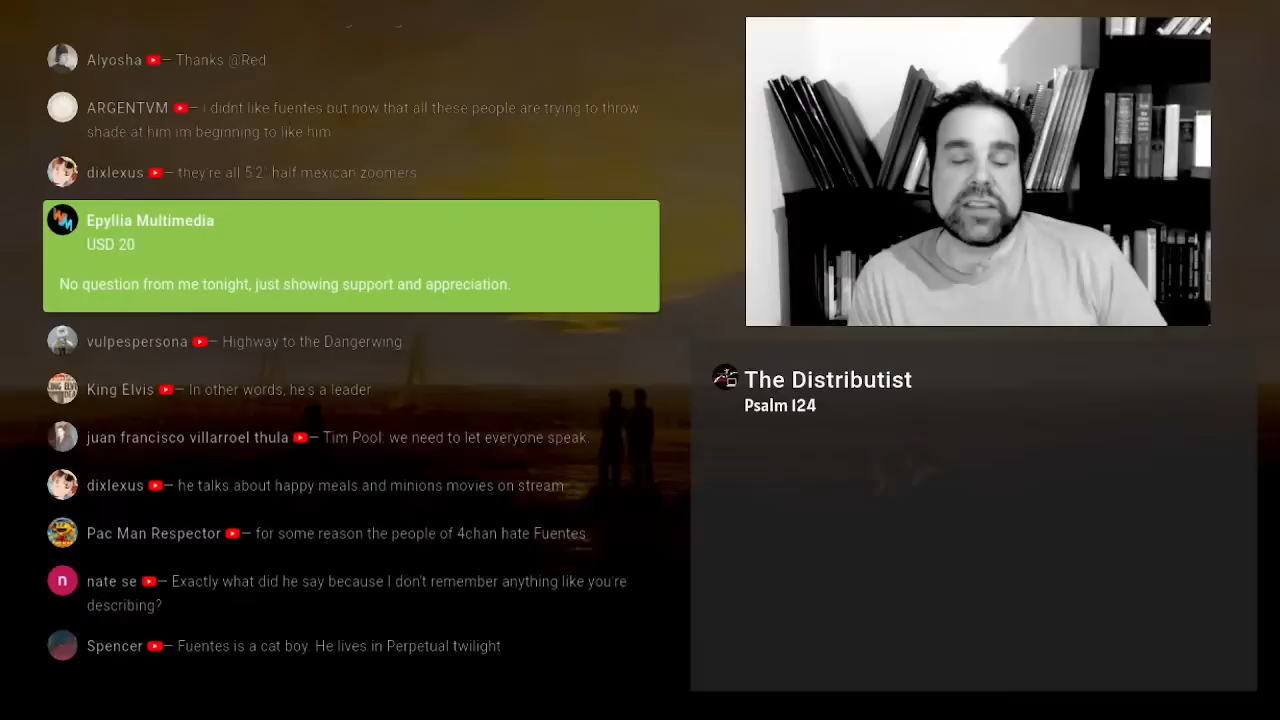 Alyosha — Thanks @Red
ARGENTVM — i didnt like fuentes but now that all these people are trying to throw
shade at him im beginning to like him
dixlexus — they're all 5'2" half mexican zoomers
Epyllia Multimedia
USD 20
No question from me tonight, just showing support and appreciation.
vulpespersona — Highway to the Dangerwing
King Elvis — In other words, he's a leader
juan francisco villarroel thula — Tim Pool: we need to let everyone speak.
dixlexus — he talks about happy meals and minions movies on stream
Pac Man Respector — for some reason the people of 4chan hate Fuentes
n
nate se — Exactly what did he say because I don't remember anything like you're
describing?
Spencer — Fuentes is a cat boy. He lives in Perpetual twilight
The Distributist
Psalm 124